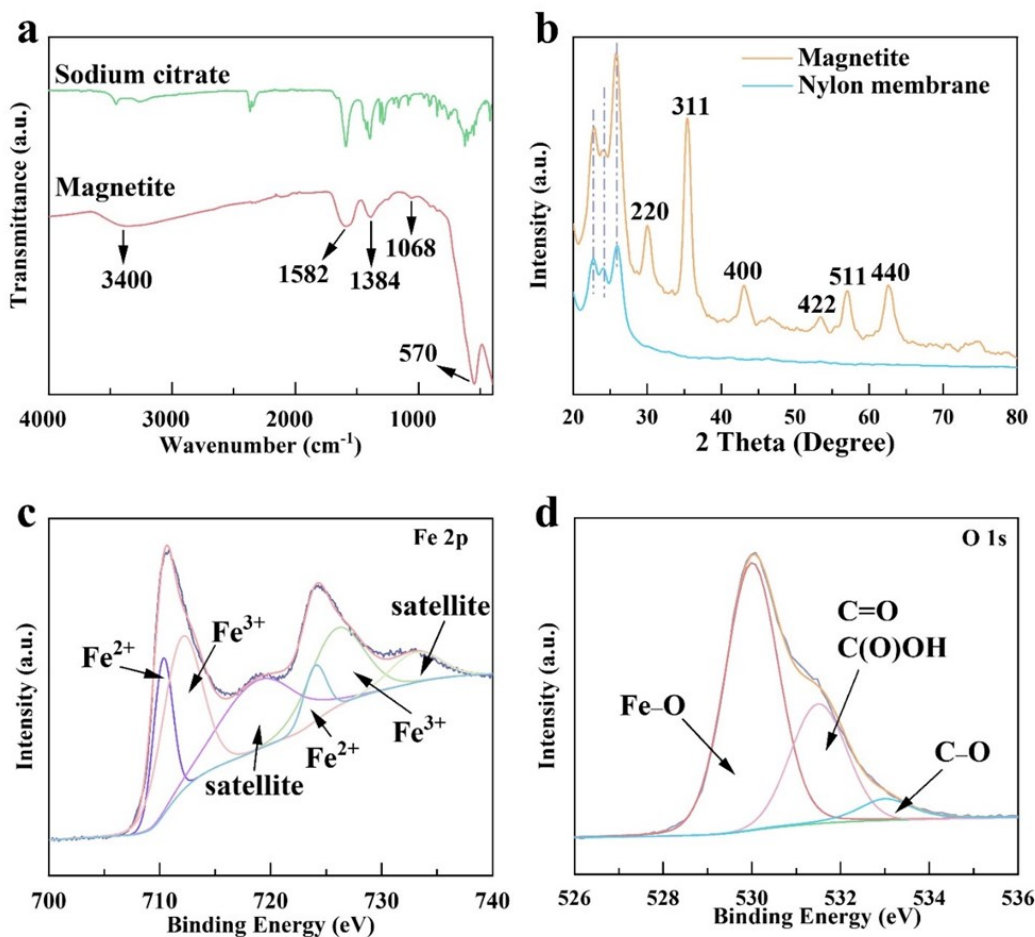 a
Sodium citrate
Magnetite
3400
1582
1384
1068
570
Transmittance (a.u.)
4000
3000
2000
1000
Wavenumber (cm⁻¹)
b
Magnetite
Nylon membrane
220
311
400
422
511
440
Intensity (a.u.)
20
30
40
50
60
70
80
2 Theta (Degree)
c
Fe 2p
Fe²⁺
Fe³⁺
satellite
Fe²⁺
Fe³⁺
satellite
Intensity (a.u.)
700
710
720
730
740
Binding Energy (eV)
d
O 1s
Fe–O
C=O
C(O)OH
C–O
Intensity (a.u.)
526
528
530
532
534
536
Binding Energy (eV)